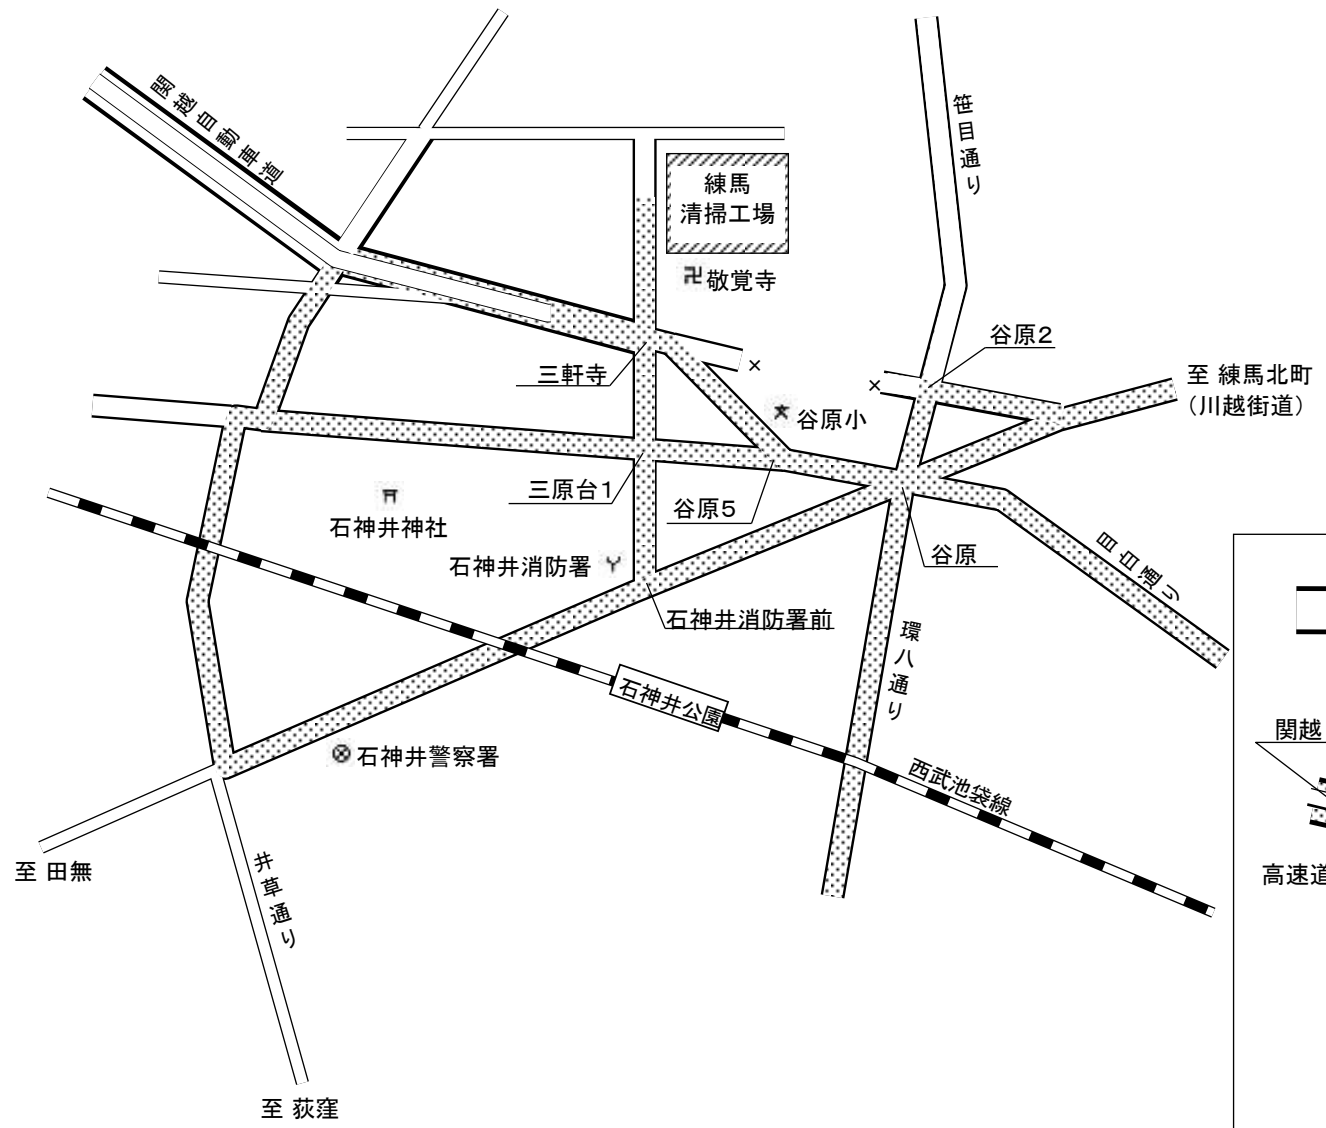 関越自動車道
笹目通り
練馬
清掃工場
敬覚寺
谷原2
三軒寺
至 練馬北町
（川越街道）
谷原小
三原台1
谷原5
石神井神社
石神井消防署
谷原
目白通り
石神井消防署前
環八通り
石神井公園
関越
石神井警察署
西武池袋線
至 田無
井草通り
高速道
至 荻窪